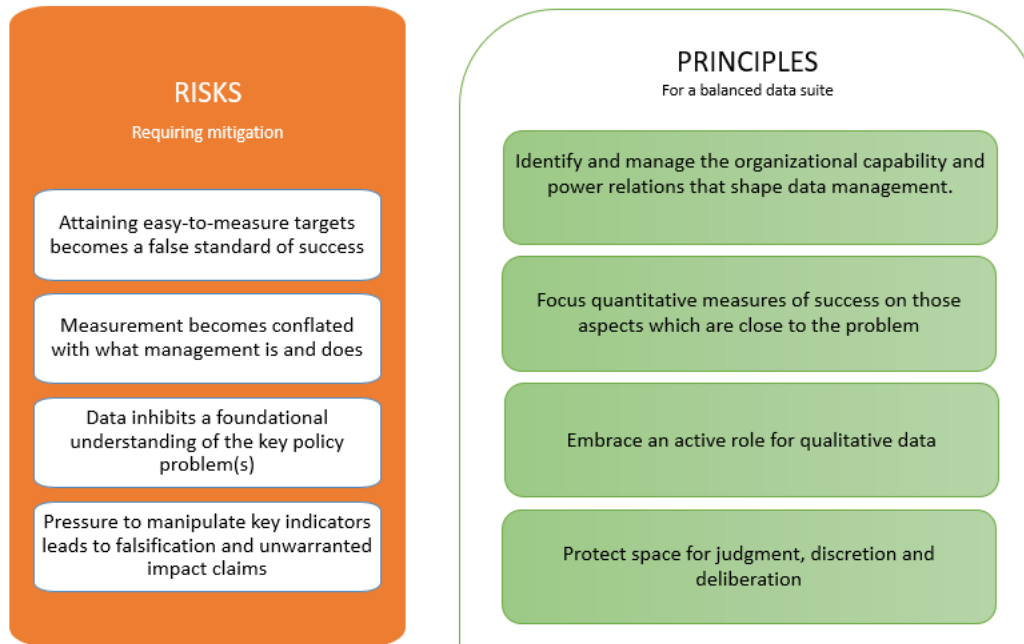 RISKS
Requiring mitigation
Attaining easy-to-measure targets
becomes a false standard of success
Measurement becomes conflated
with what management is and does
Data inhibits a foundational
understanding of the key policy
problem(s)
Pressure to manipulate key indicators
leads to falsification and unwarranted
impact claims
PRINCIPLES
For a balanced data suite
Identify and manage the organizational capability and
power relations that shape data management.
Focus quantitative measures of success on those
aspects which are close to the problem
Embrace an active role for qualitative data
Protect space for judgment, discretion and
deliberation